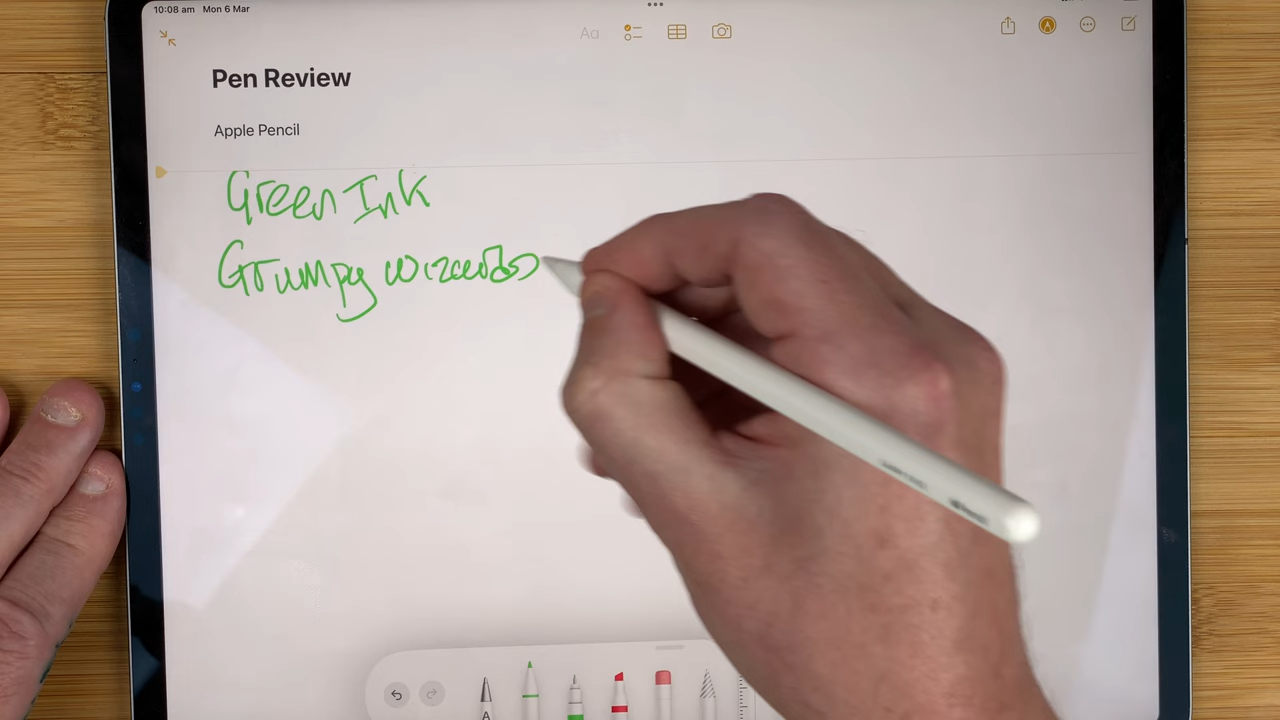 10:08 am Mon 6 Mar
Aa
Pen Review
Apple Pencil
Green Ink
Grumpy wizards
A